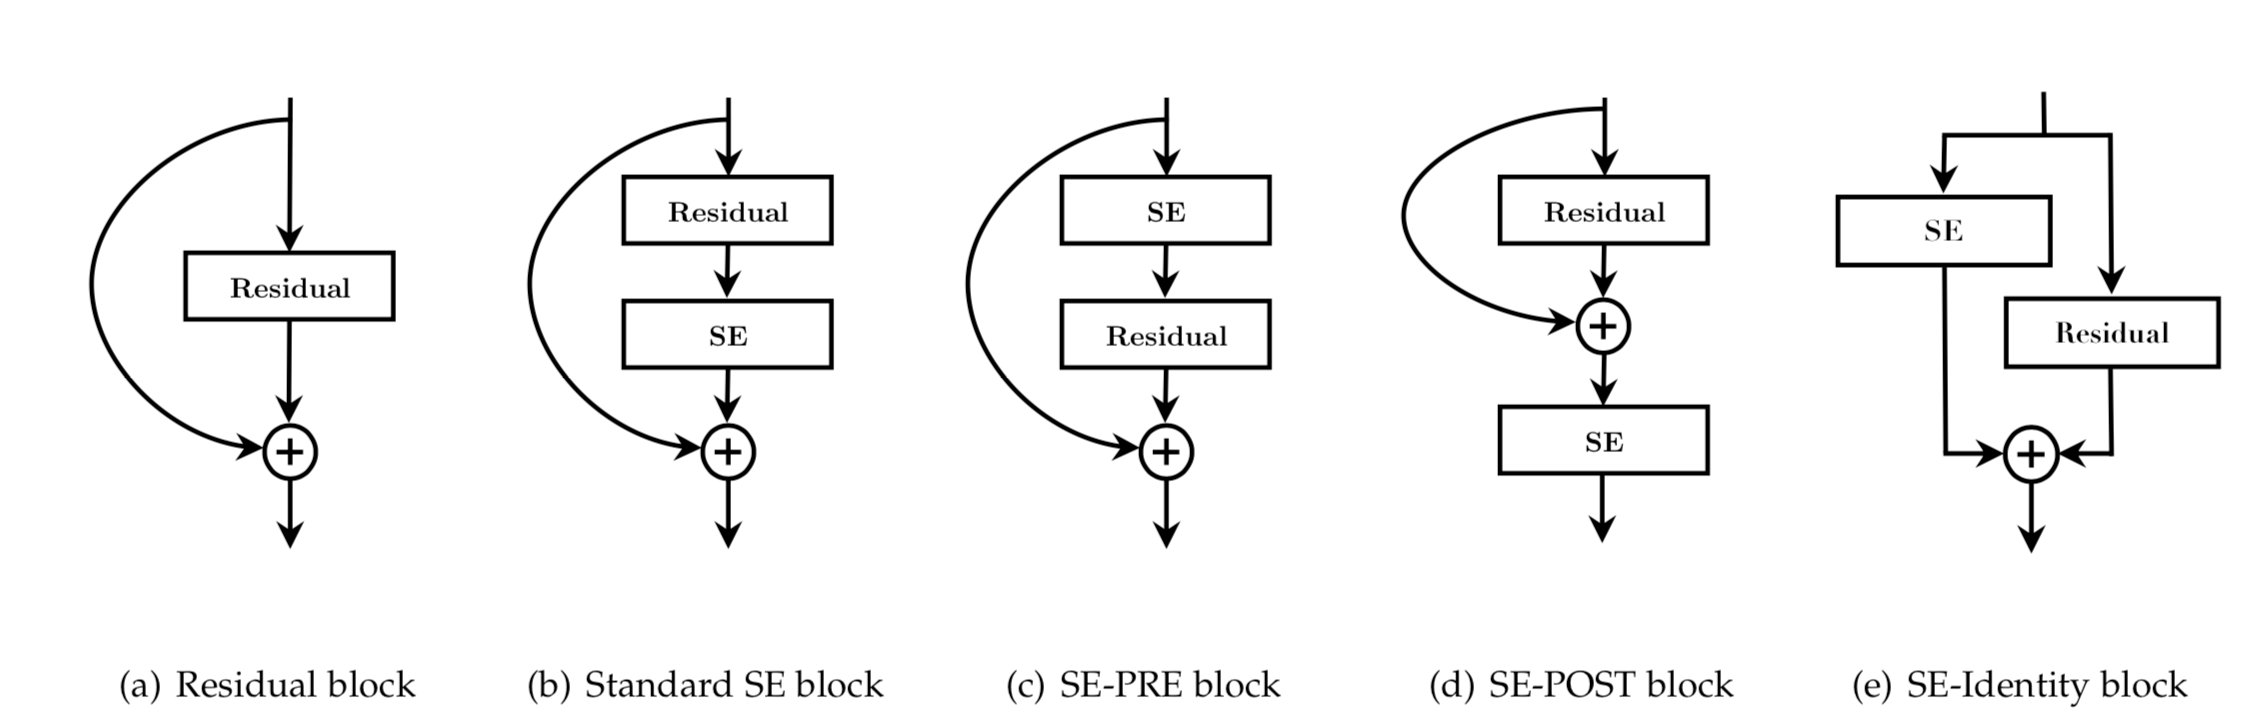 Residual
+
(a) Residual block
Residual
SE
+
(b) Standard SE block
SE
Residual
+
(c) SE-PRE block
Residual
+
SE
(d) SE-POST block
SE
Residual
+
(e) SE-Identity block